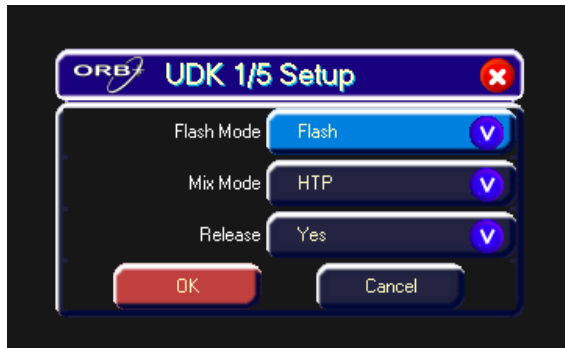 ORB UDK 1/5 Setup
Flash Mode Flash
Mix Mode HTP
Release Yes
OK Cancel